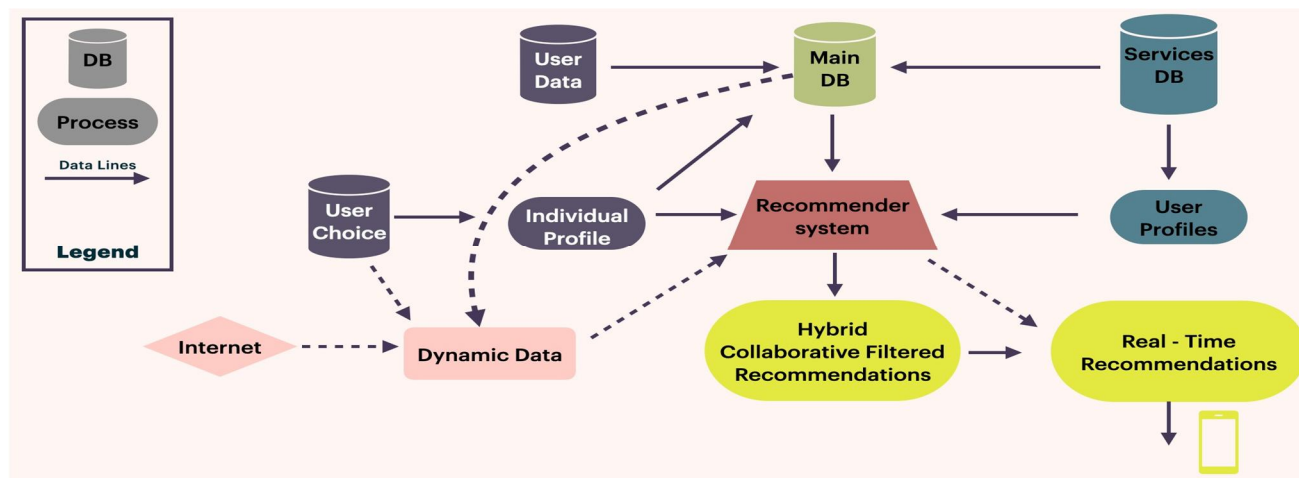 DB
Process
Data Lines
Legend
User
Data
Main
DB
Services
DB
User
Choice
Individual
Profile
Recommender
system
User
Profiles
Internet
Dynamic Data
Hybrid
Collaborative Filtered
Recommendations
Real - Time
Recommendations